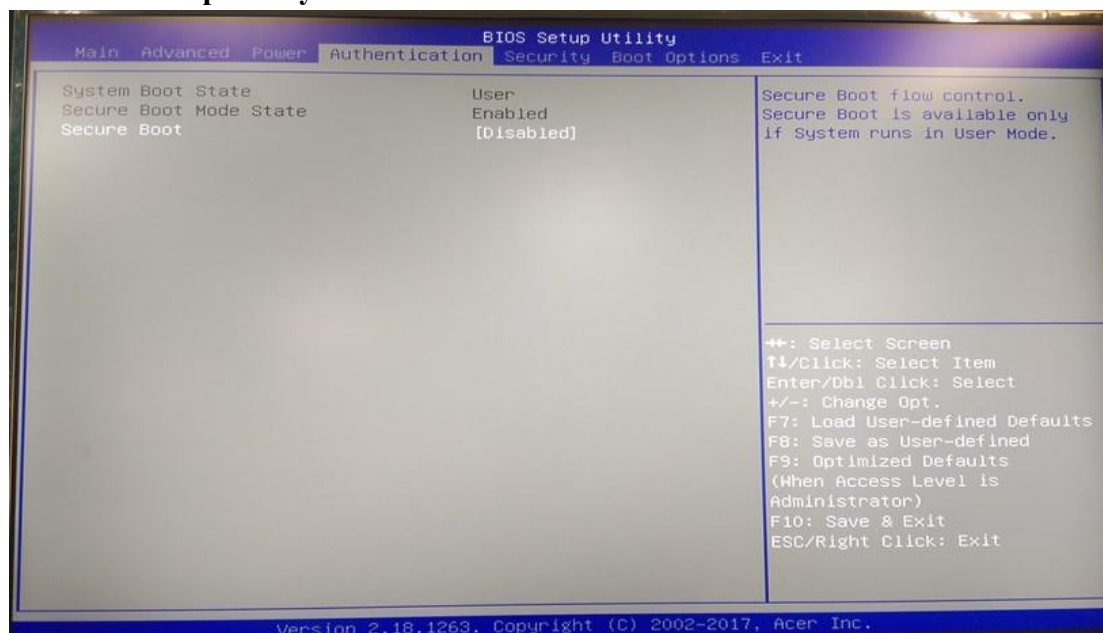 BIOS Setup Utility
Main Advanced Power Authentication Security Boot Options Exit
System Boot State User
Secure Boot Mode State Enabled
Secure Boot [Disabled]
Secure Boot flow control.
Secure Boot is available only
if System runs in User Mode.
↔: Select Screen
↑↓/Click: Select Item
Enter/Dbl Click: Select
+/-: Change Opt.
F7: Load User-defined Defaults
F8: Save as User-defined
F9: Optimized Defaults
(When Access Level is
Administrator)
F10: Save & Exit
ESC/Right Click: Exit
Version 2.18.1263. Copyright (C) 2002-2017, Acer Inc.